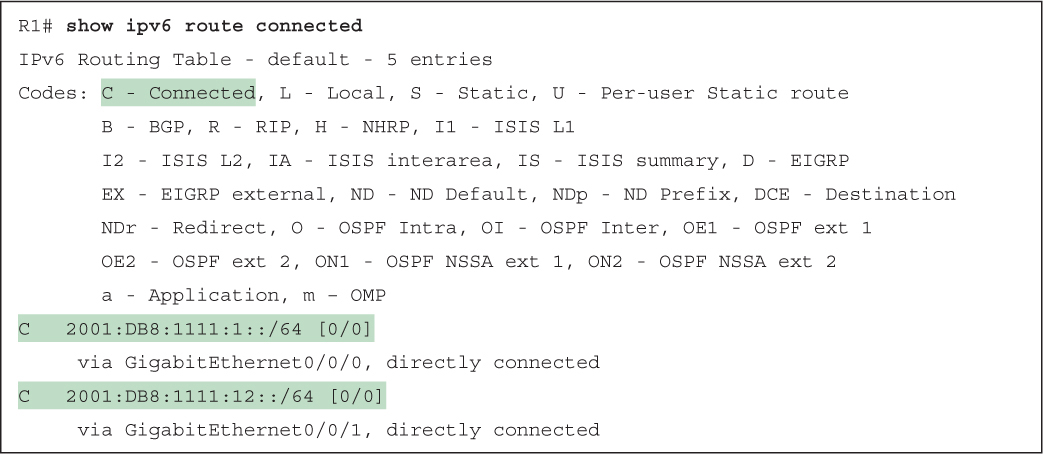 R1# show ipv6 route connected
IPv6 Routing Table - default - 5 entries
Codes: C - Connected, L - Local, S - Static, U - Per-user Static route
B - BGP, R - RIP, H - NHRP, I1 - ISIS L1
I2 - ISIS L2, IA - ISIS interarea, IS - ISIS summary, D - EIGRP
EX - EIGRP external, ND - ND Default, NDp - ND Prefix, DCE - Destination
NDr - Redirect, O - OSPF Intra, OI - OSPF Inter, OE1 - OSPF ext 1
OE2 - OSPF ext 2, ON1 - OSPF NSSA ext 1, ON2 - OSPF NSSA ext 2
a - Application, m – OMP
C 2001:DB8:1111:1::/64 [0/0]
via GigabitEthernet0/0/0, directly connected
C 2001:DB8:1111:12::/64 [0/0]
via GigabitEthernet0/0/1, directly connected